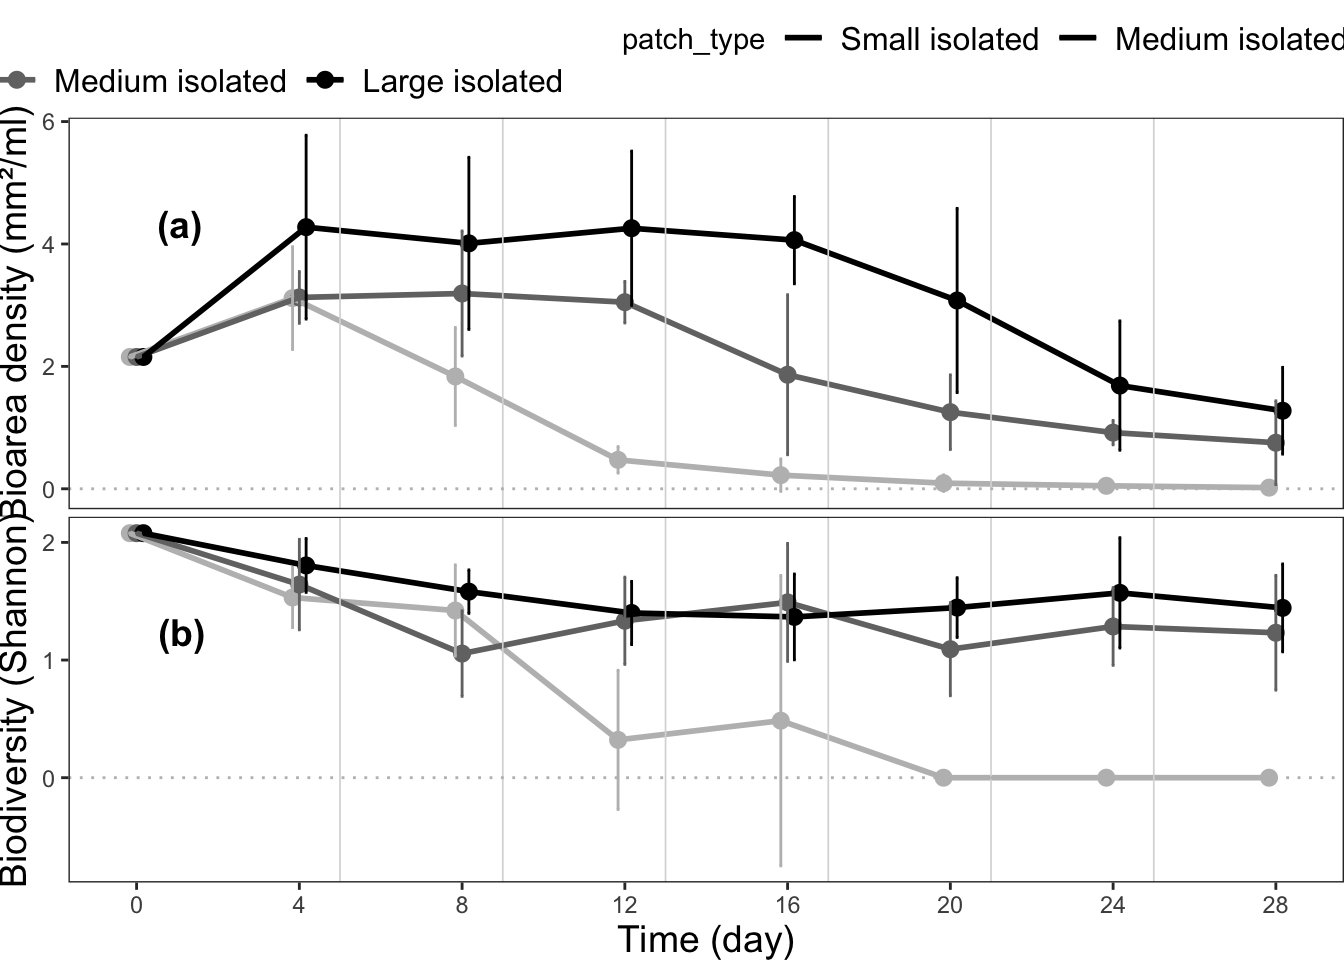 patch_type Small isolated Medium isolated
Medium isolated Large isolated
Bioarea density (mm²/ml)
6
4
2
0
(a)
Biodiversity (Shannon)
2
1
0
(b)
0 4 8 12 16 20 24 28
Time (day)